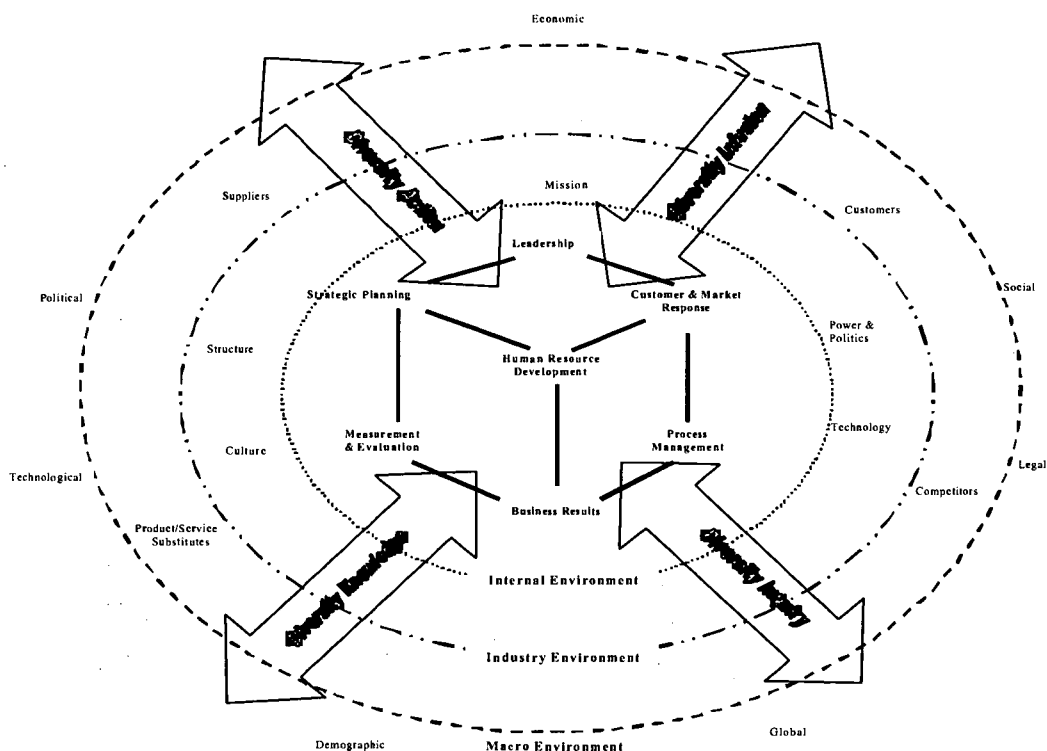 Economic
Suppliers
Mission
Customers
Leadership
Political
Strategic Planning
Customer & Market
Response
Social
Structure
Power &
Politics
Human Resource
Development
Culture
Measurement
& Evaluation
Process
Management
Technology
Technological
Legal
Competitors
Business Results
Product/Service
Substitutes
Diversity Knowledge
Internal Environment
Industry Environment
Demographic
Macro Environment
Global